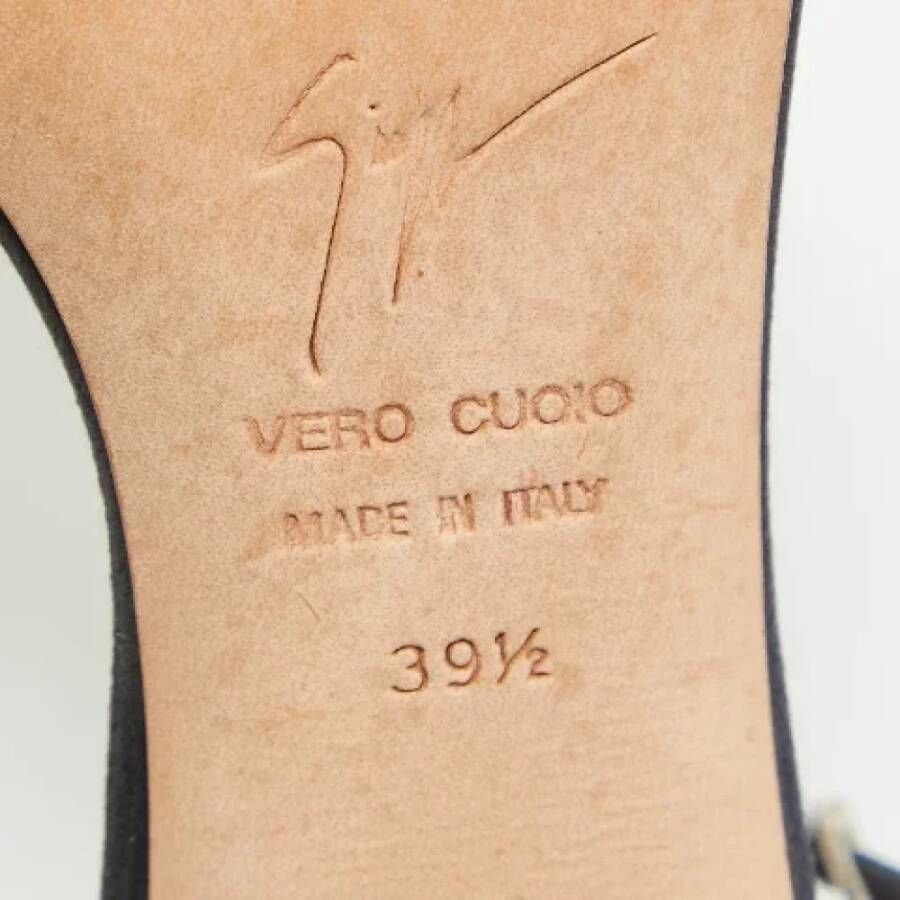 VERO CUOIO
MADE IN ITALY
39½